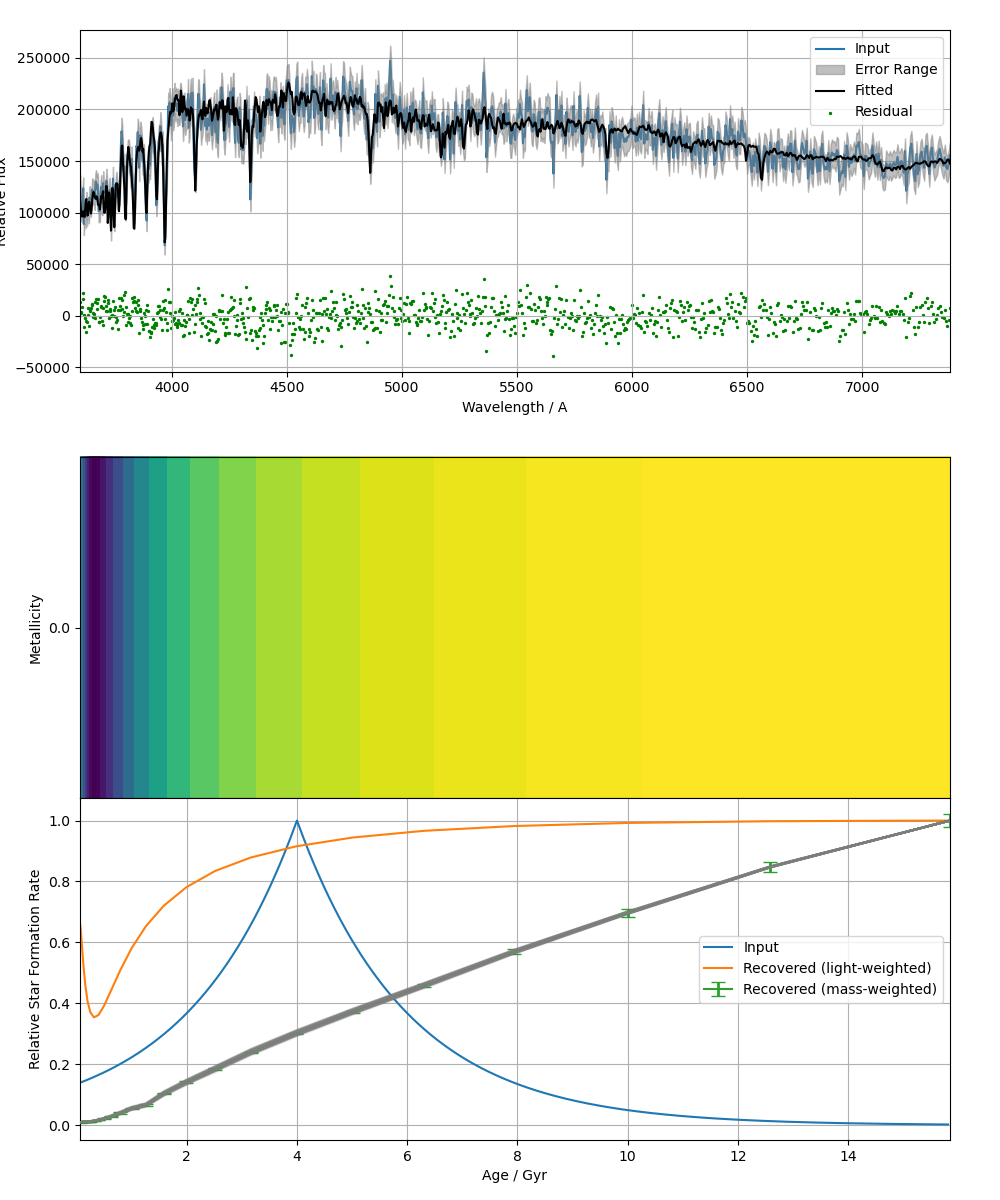 250000
200000
150000
100000
50000
0
−50000
Relative Flux
Input
Error Range
Fitted
Residual
4000
4500
5000
5500
6000
6500
7000
Wavelength / A
Metallicity
0.0
1.0
0.8
0.6
0.4
0.2
0.0
Relative Star Formation Rate
Input
Recovered (light-weighted)
Recovered (mass-weighted)
2
4
6
8
10
12
14
Age / Gyr